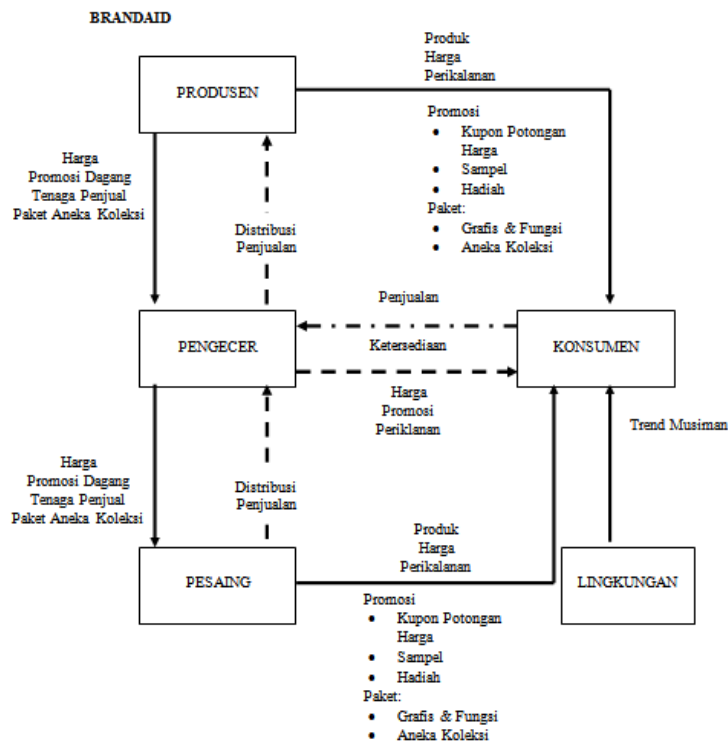 BRANDAID
Produk
Harga
Perikalanan
PRODUSEN
Promosi
• Kupon Potongan
Harga
• Sampel
• Hadiah
Paket:
• Grafis & Fungsi
• Aneka Koleksi
Harga
Promosi Dagang
Tenaga Penjual
Paket Aneka Koleksi
Distribusi
Penjualan
Penjualan
PENGECER
Ketersediaan
KONSUMEN
Harga
Promosi
Periklanan
Trend Musiman
Harga
Promosi Dagang
Tenaga Penjual
Paket Aneka Koleksi
Distribusi
Penjualan
Produk
Harga
Perikalanan
PESAING
LINGKUNGAN
Promosi
• Kupon Potongan
Harga
• Sampel
• Hadiah
Paket:
• Grafis & Fungsi
• Aneka Koleksi